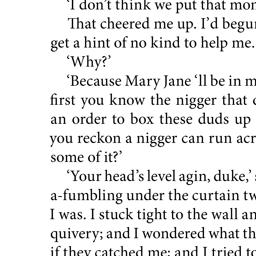 ‘I don’t think we put that mon
That cheered me up. I’d begun
get a hint of no kind to help me.
‘Why?’
‘Because Mary Jane ‘ll be in m
first you know the nigger that d
an order to box these duds up
you reckon a nigger can run acr
some of it?’
‘Your head’s level agin, duke,’ s
a-fumbling under the curtain tw
I was. I stuck tight to the wall an
quivery; and I wondered what th
if they catched me; and I tried to